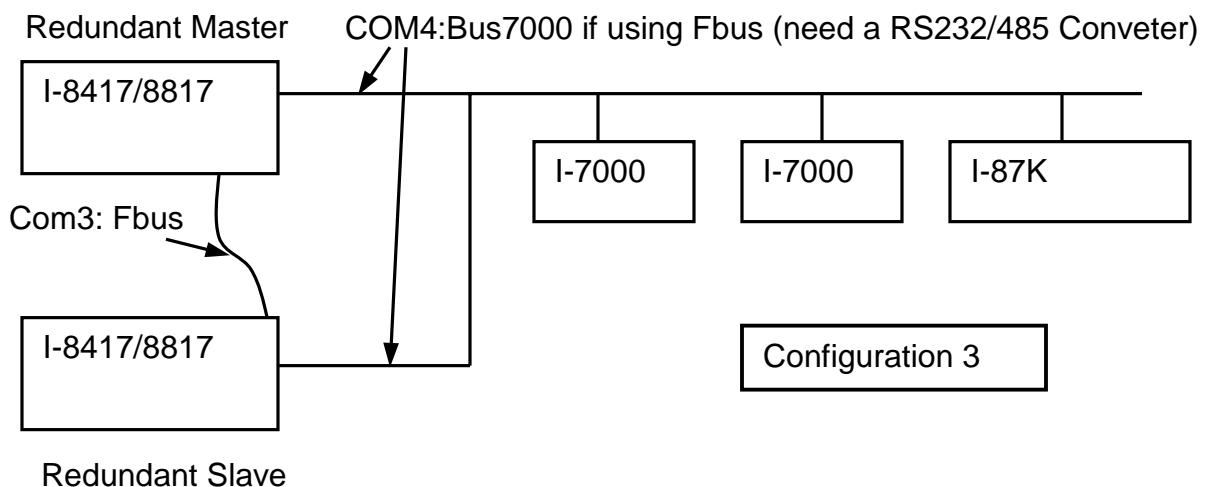 Redundant Master
COM4:Bus7000 if using Fbus (need a RS232/485 Conveter)
I-8417/8817
I-7000
I-7000
I-87K
Com3: Fbus
I-8417/8817
Configuration 3
Redundant Slave